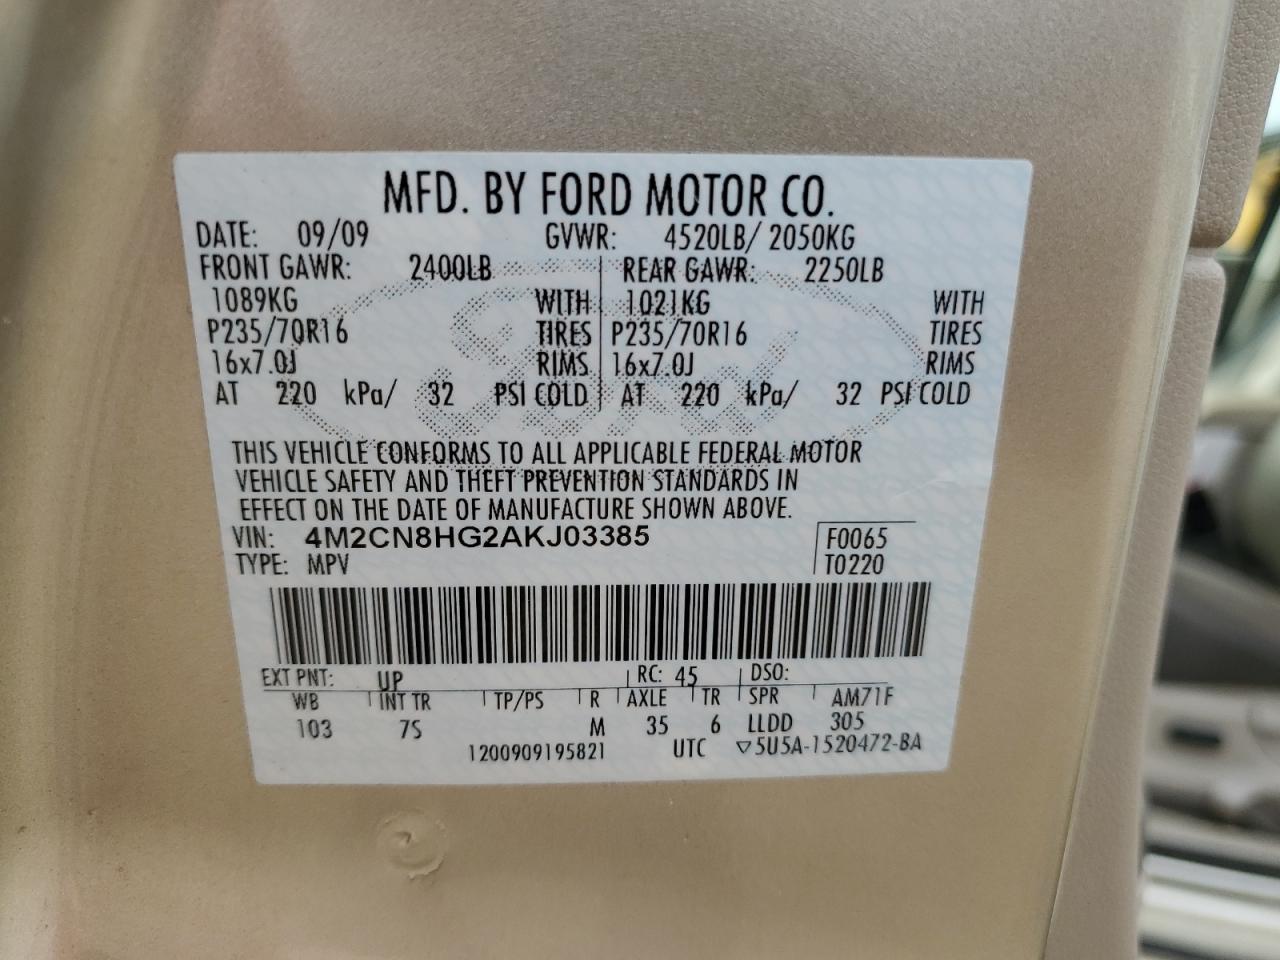 MFD. BY FORD MOTOR CO.
DATE: 09/09 GVWR: 4520LB/ 2050KG
FRONT GAWR: 2400LB REAR GAWR: 2250LB
1089KG WITH 1021KG WITH
P235/70R16 TIRES P235/70R16 TIRES
16x7.0J RIMS 16x7.0J RIMS
AT 220 kPa/ 32 PSI COLD AT 220 kPa/ 32 PSI COLD
Ford
THIS VEHICLE CONFORMS TO ALL APPLICABLE FEDERAL MOTOR
VEHICLE SAFETY AND THEFT PREVENTION STANDARDS IN
EFFECT ON THE DATE OF MANUFACTURE SHOWN ABOVE.
VIN: 4M2CN8HG2AKJ03385 F0065
TYPE: MPV T0220
EXT PNT: UP RC: 45 DSO:
WB INT TR TP/PS R AXLE TR SPR AM71F
103 7S M 35 6 LLDD 305
1200909195821 UTC ▽5U5A-1520472-BA